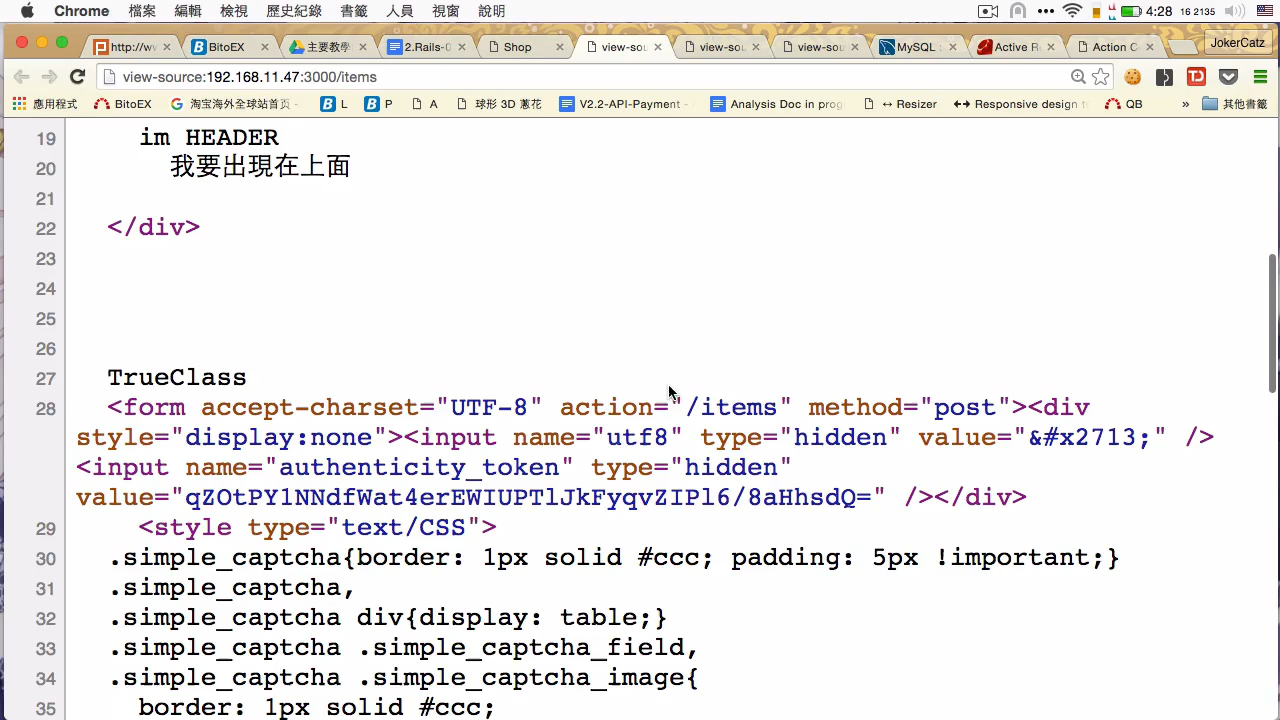 Chrome 檔案 編輯 檢視 歷史紀錄 書籤 人員 視窗 說明 4:28 16 2135
http://w BitoEX 主要教學 2.Rails- Shop view-sou view-sou view-sou MySQL Active R Action C JokerCatz
view-source:192.168.11.47:3000/items
應用程式 BitoEX 淘宝海外全球站首页 - L P A 球形 3D 蔥花 V2.2-API-Payment - Analysis Doc in prog ↔ Resizer ↔ Responsive design t QB » 其他書籤
19 im HEADER
20 我要出現在上面
21
22 </div>
23
24
25
26
27 TrueClass
28 <form accept-charset="UTF-8" action="/items" method="post"><div
style="display:none"><input name="utf8" type="hidden" value="&#x2713;" />
<input name="authenticity_token" type="hidden"
value="qZOtPY1NNdfWat4erEWIUPTlJkFyqvZIPl6/8aHhsdQ=" /></div>
29 <style type="text/CSS">
30 .simple_captcha{border: 1px solid #ccc; padding: 5px !important;}
31 .simple_captcha,
32 .simple_captcha div{display: table;}
33 .simple_captcha .simple_captcha_field,
34 .simple_captcha .simple_captcha_image{
35 border: 1px solid #ccc;